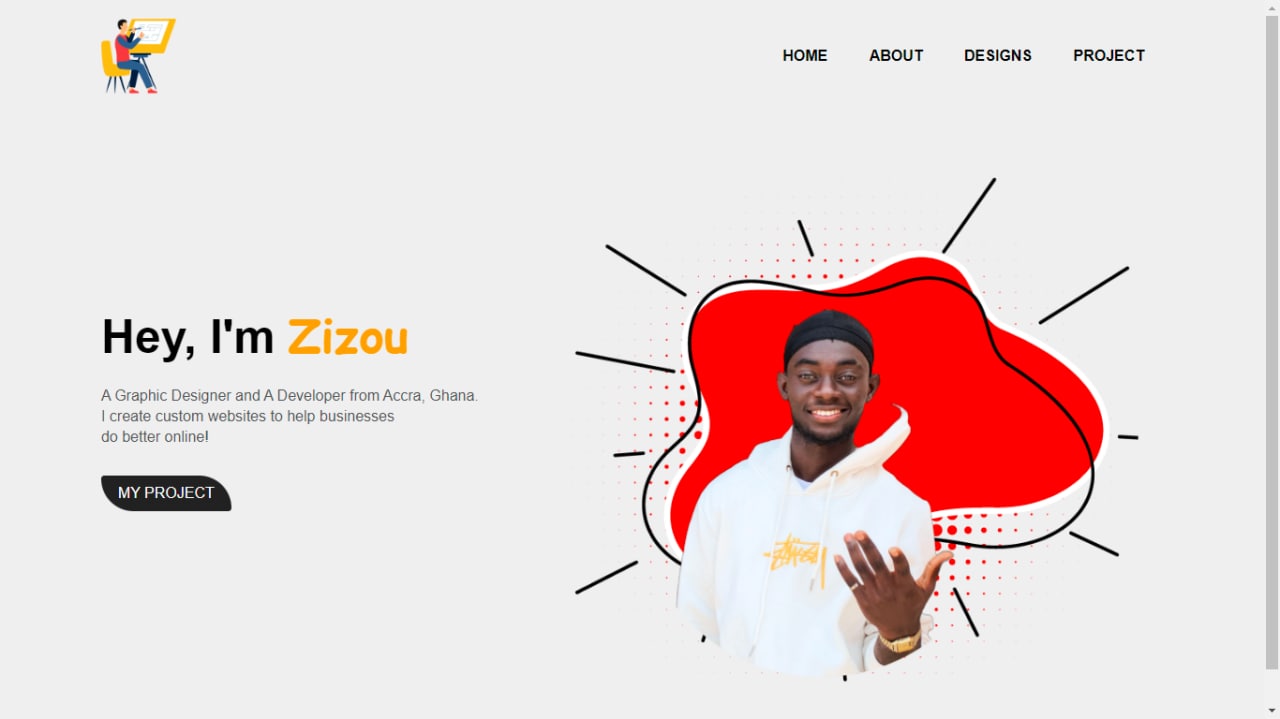 HOME ABOUT DESIGNS PROJECT
Hey, I'm Zizou
A Graphic Designer and A Developer from Accra, Ghana.
I create custom websites to help businesses
do better online!
MY PROJECT